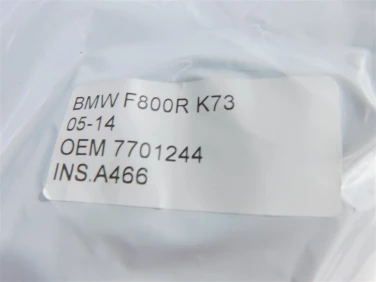 BMW F800R K73
05-14
OEM 7701244
INS.A466